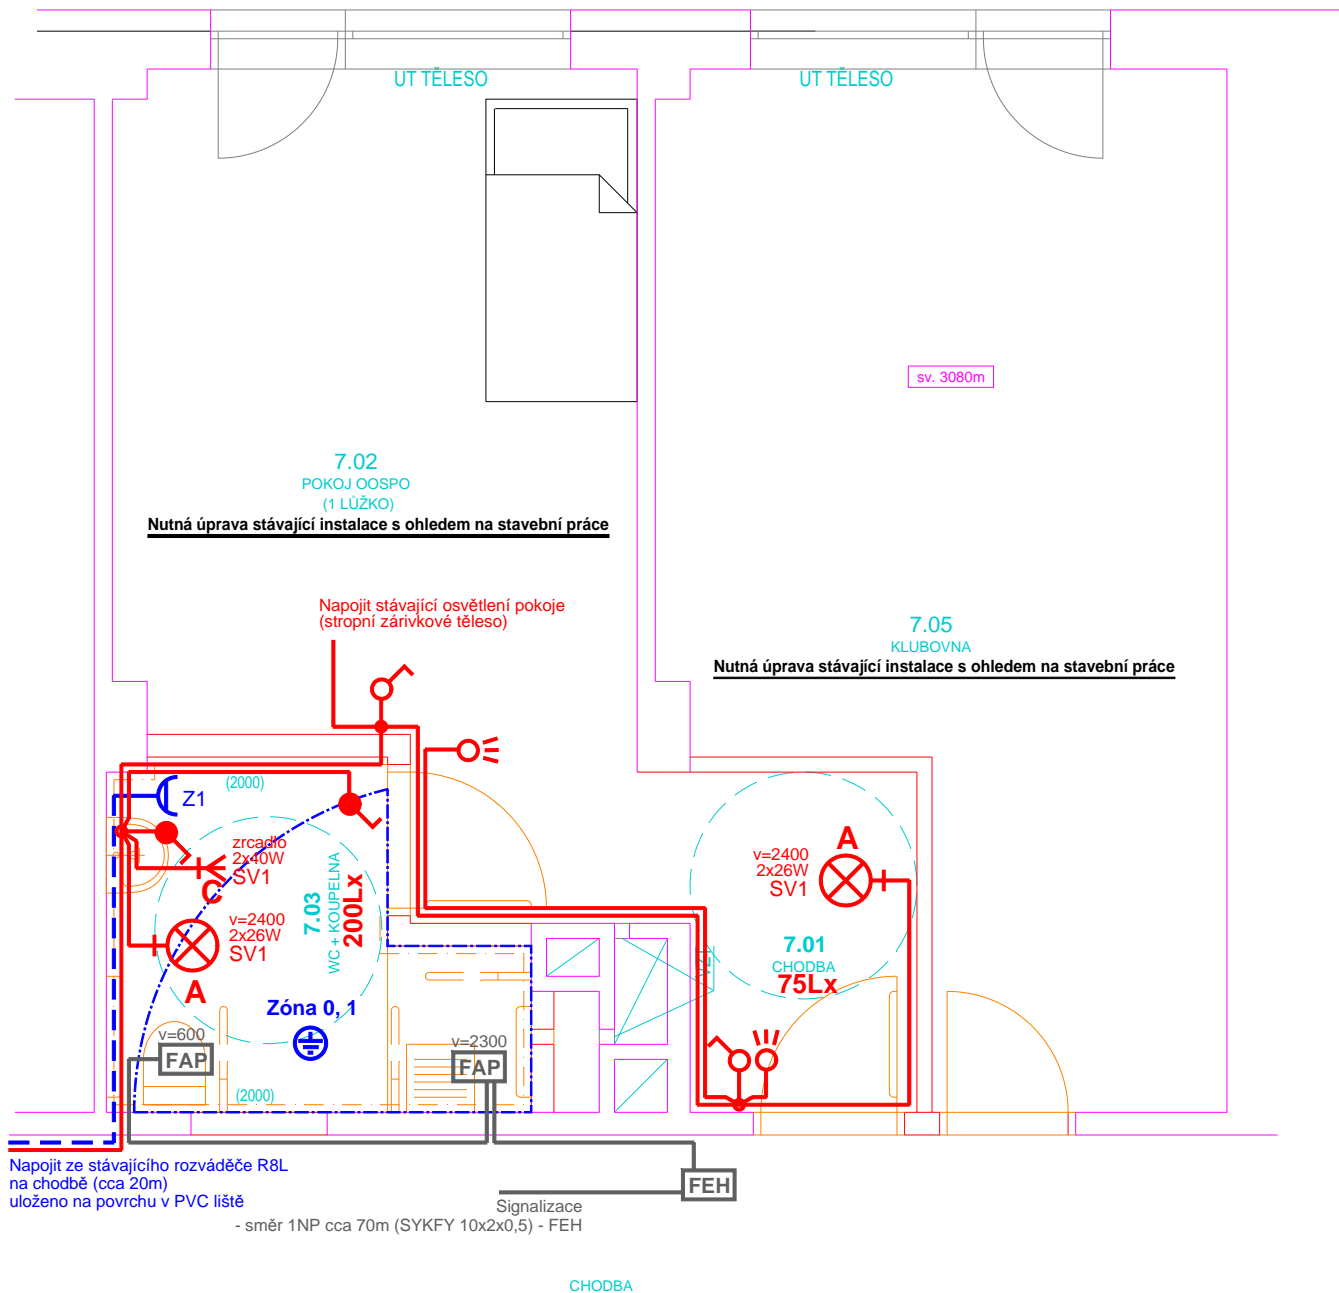 UT TĚLESO
UT TĚLESO
sv. 3080m
7.02
POKOJ OOSPO
(1 LŮŽKO)
Nutná úprava stávající instalace s ohledem na stavební práce
Napojit stávající osvětlení pokoje
(stropní zárivkové těleso)
7.05
KLUBOVNA
Nutná úprava stávající instalace s ohledem na stavební práce
(2000)
Z1
zrcadlo
2x40W
SV1
C
v=2400
2x26W
SV1
A
7.03
WC + KOUPELNA
200Lx
A
v=2400
2x26W
SV1
7.01
CHODBA
75Lx
VZT
Zóna 0, 1
v=600
FAP
v=2300
FAP
(2000)
Napojit ze stávajícího rozváděče R8L
na chodbě (cca 20m)
uloženo na povrchu v PVC liště
FEH
Signalizace
- směr 1NP cca 70m (SYKFY 10x2x0,5) - FEH
CHODBA